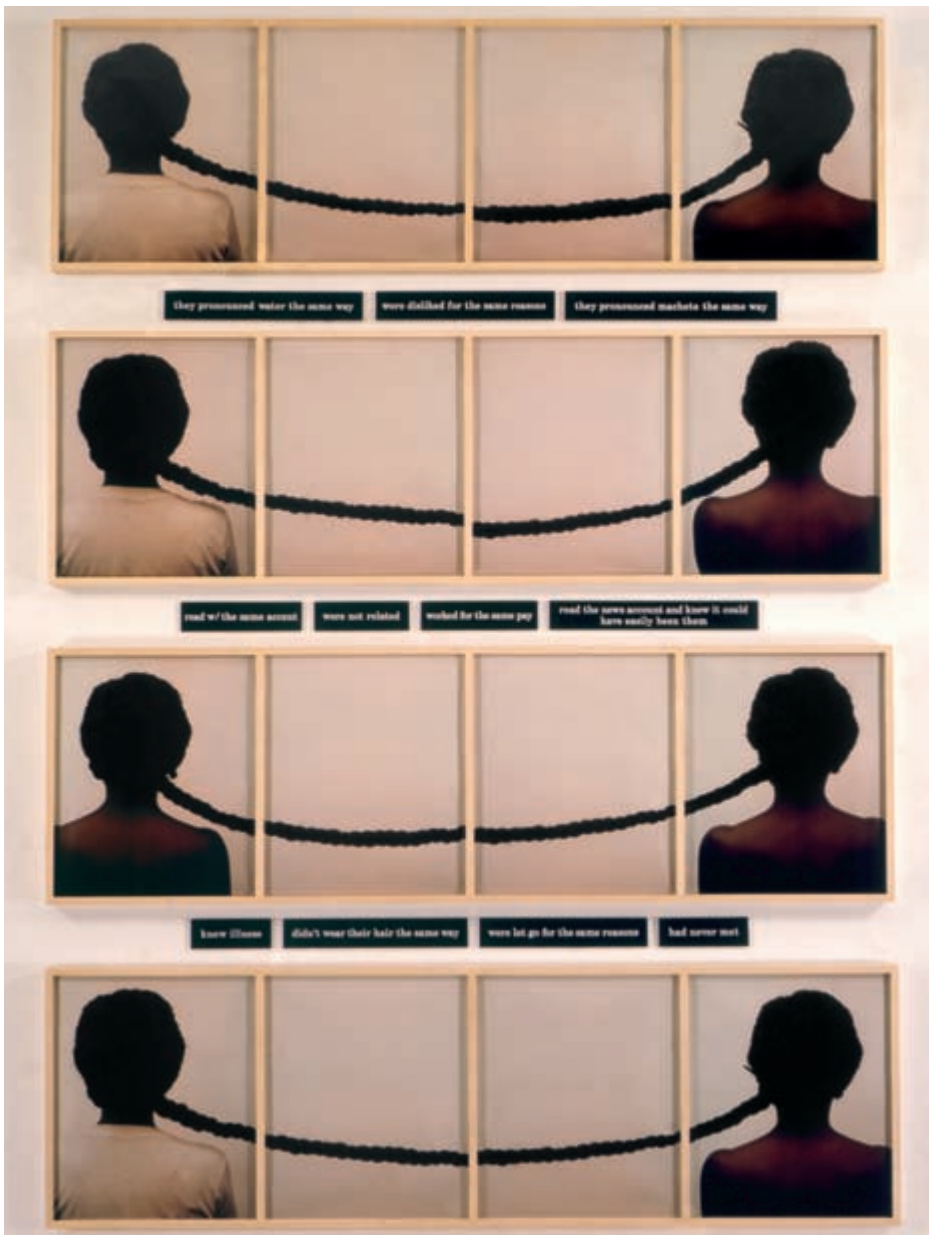 they pronounced water the same way
were disliked for the same reasons
they pronounced machete the same way
read w/ the same accent
were not related
worked for the same pay
read the news account and knew it could
have easily been them
knew illness
didn't wear their hair the same way
were let go for the same reasons
had never met